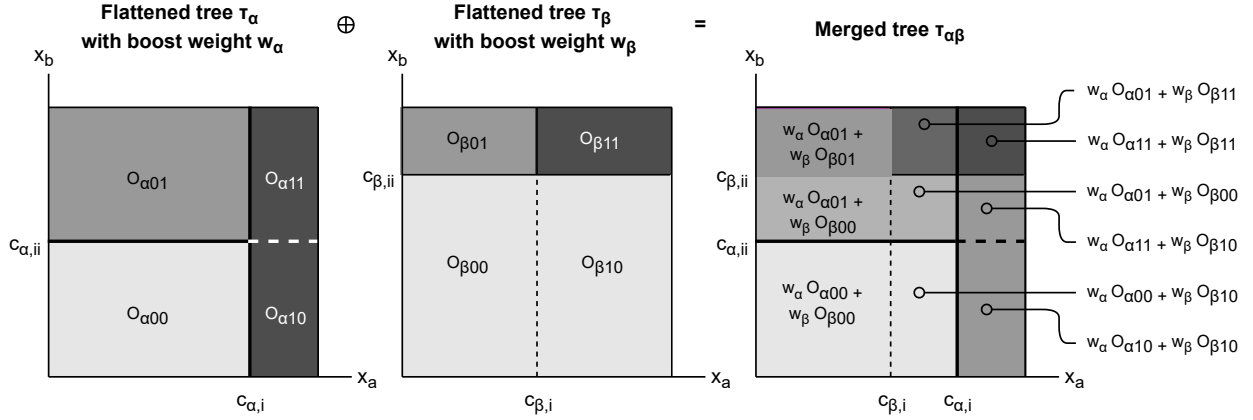 Flattened tree τα
with boost weight wα
⊕
Flattened tree τβ
with boost weight wβ
=
Merged tree ταβ
xb
Oα01
Oα11
cα,ii
Oα00
Oα10
xa
cα,i
xb
Oβ01
Oβ11
cβ,ii
Oβ00
Oβ10
xa
cβ,i
xb
wα Oα01 +
wβ Oβ01
cβ,ii
wα Oα01 +
wβ Oβ00
cα,ii
wα Oα00 +
wβ Oβ00
xa
cβ,i
cα,i
wα Oα01 + wβ Oβ11
wα Oα11 + wβ Oβ11
wα Oα01 + wβ Oβ00
wα Oα11 + wβ Oβ10
wα Oα00 + wβ Oβ10
wα Oα10 + wβ Oβ10